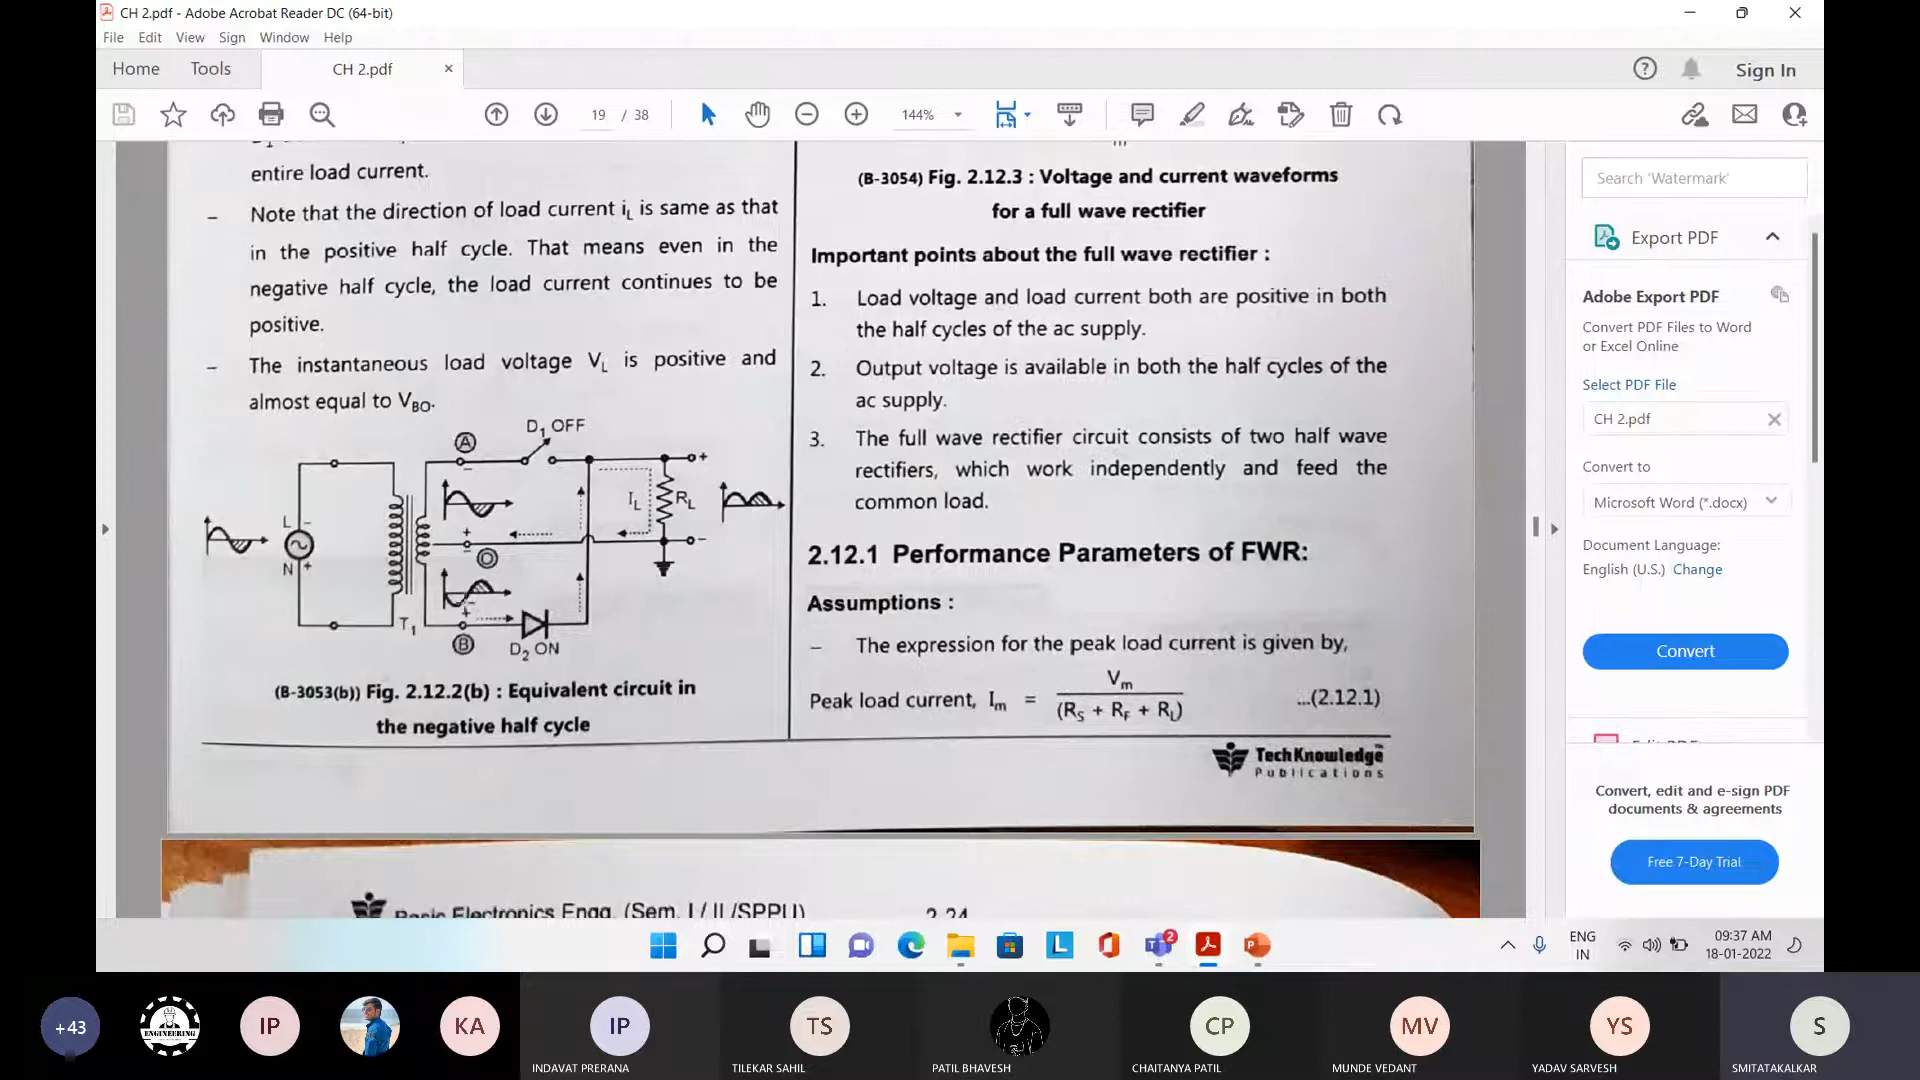 CH 2.pdf - Adobe Acrobat Reader DC (64-bit)
File Edit View Sign Window Help
Home Tools CH 2.pdf × Sign In
19 / 38 144%
entire load current.
– Note that the direction of load current iL is same as that
in the positive half cycle. That means even in the
negative half cycle, the load current continues to be
positive.
– The instantaneous load voltage VL is positive and
almost equal to VBO.
D1 OFF
A
L
N
IL
RL
O
T1
B
D2 ON
(B-3053(b)) Fig. 2.12.2(b) : Equivalent circuit in
the negative half cycle
(B-3054) Fig. 2.12.3 : Voltage and current waveforms
for a full wave rectifier
Important points about the full wave rectifier :
1. Load voltage and load current both are positive in both
the half cycles of the ac supply.
2. Output voltage is available in both the half cycles of the
ac supply.
3. The full wave rectifier circuit consists of two half wave
rectifiers, which work independently and feed the
common load.
2.12.1 Performance Parameters of FWR:
Assumptions :
– The expression for the peak load current is given by,
Peak load current, Im = Vm / (RS + RF + RL) ...(2.12.1)
TechKnowledge
Publications
Basic Electronics Engg. (Sem. I / II /SPPU) 2-24
Search 'Watermark'
Export PDF
Adobe Export PDF
Convert PDF Files to Word
or Excel Online
Select PDF File
CH 2.pdf
Convert to
Microsoft Word (*.docx)
Document Language:
English (U.S.) Change
Convert
Convert, edit and e-sign PDF
documents & agreements
Free 7-Day Trial
2
ENG
IN
09:37 AM
18-01-2022
+43
ENGINEERING
IP
KA
IP
TS
CP
MV
YS
S
INDAVAT PRERANA
TILEKAR SAHIL
PATIL BHAVESH
CHAITANYA PATIL
MUNDE VEDANT
YADAV SARVESH
SMITATAKALKAR